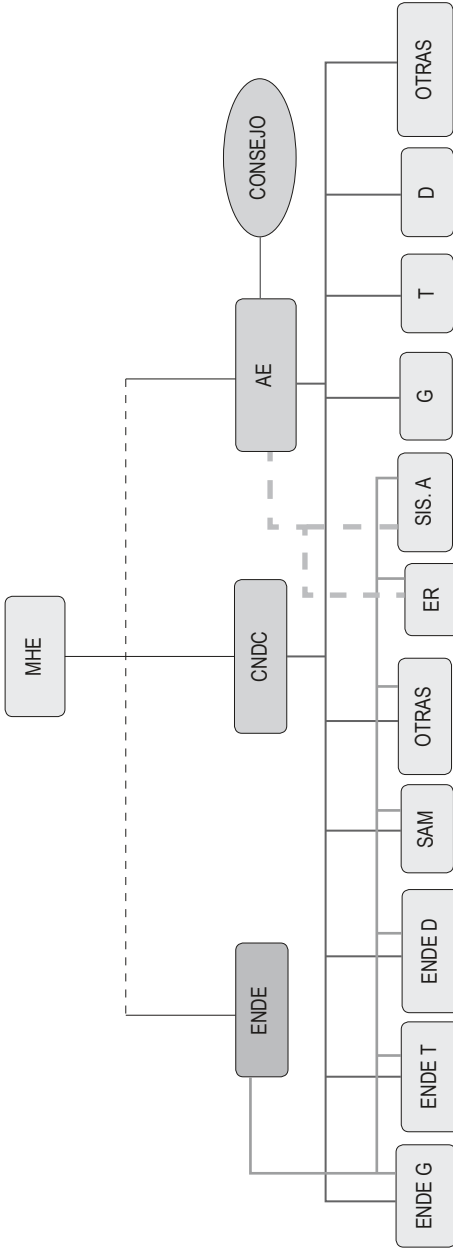 MHE
ENDE
CNDC
AE
CONSEJO
ENDE G
ENDE T
ENDE D
SAM
OTRAS
ER
SIS. A
G
T
D
OTRAS